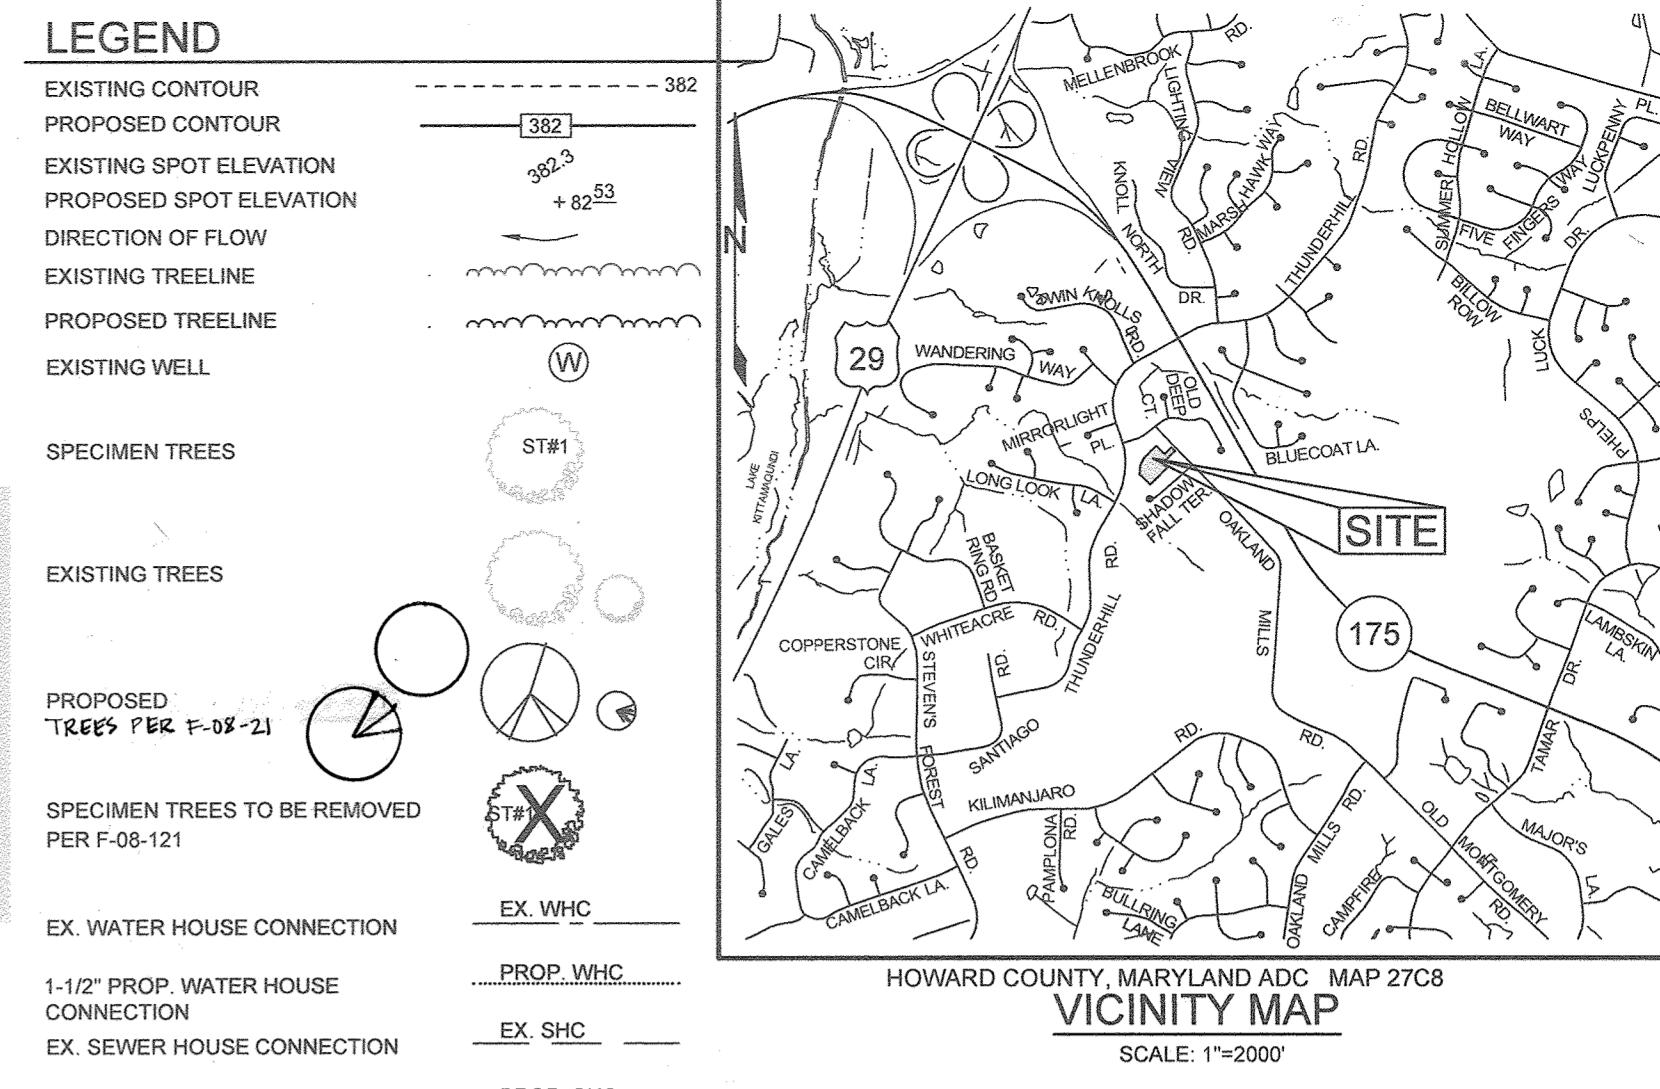 LEGEND
EXISTING CONTOUR
382
PROPOSED CONTOUR
382
EXISTING SPOT ELEVATION
382.3
PROPOSED SPOT ELEVATION
+ 82 53
DIRECTION OF FLOW
EXISTING TREELINE
PROPOSED TREELINE
EXISTING WELL
W
SPECIMEN TREES
ST#1
EXISTING TREES
PROPOSED
TREES PER F-08-21
SPECIMEN TREES TO BE REMOVED
PER F-08-121
ST#1
X
EX. WATER HOUSE CONNECTION
EX. WHC
1-1/2" PROP. WATER HOUSE
CONNECTION
PROP. WHC
EX. SEWER HOUSE CONNECTION
EX. SHC
N
29
175
SITE
RD.
MELLENBROOK
LIGHTING
VIEW
RD.
KNOLL
NORTH
DR.
MARSH HAWK WAY
THUNDERHILL
RD.
SUMMER HOLLOW
LA.
BELLWART
WAY
LUCKPENNY
PL.
FIVE
FINGERS
WAY
BILLOW
ROW
DR.
LUCK
PHELPS
TWIN KNOLLS
RD.
WANDERING
WAY
OLD
DEEP
CT.
MIRRORLIGHT
PL.
BLUECOAT LA.
LAKE
KITTAMAQUNDI
LONG LOOK
LA.
SHADOW
FALL TER.
OAKLAND
MILLS
RD.
BASKET
RING RD.
RD.
THUNDERHILL
WHITEACRE
RD.
COPPERSTONE
CIR.
STEVEN'S
FOREST
RD.
RD.
SANTIAGO
KILIMANJARO
RD.
LA.
GALES
LA.
CAMELBACK
CAMELBACK LA.
PAMPLONA
RD.
BULLRING
LANE
OAKLAND
MILLS
RD.
CAMPFIRE
OLD
MONTGOMERY
RD.
MAJOR'S
LA.
TAMAR
DR.
LAMBSKIN
LA.
HOWARD COUNTY, MARYLAND ADC MAP 27C8
VICINITY MAP
SCALE: 1"=2000'